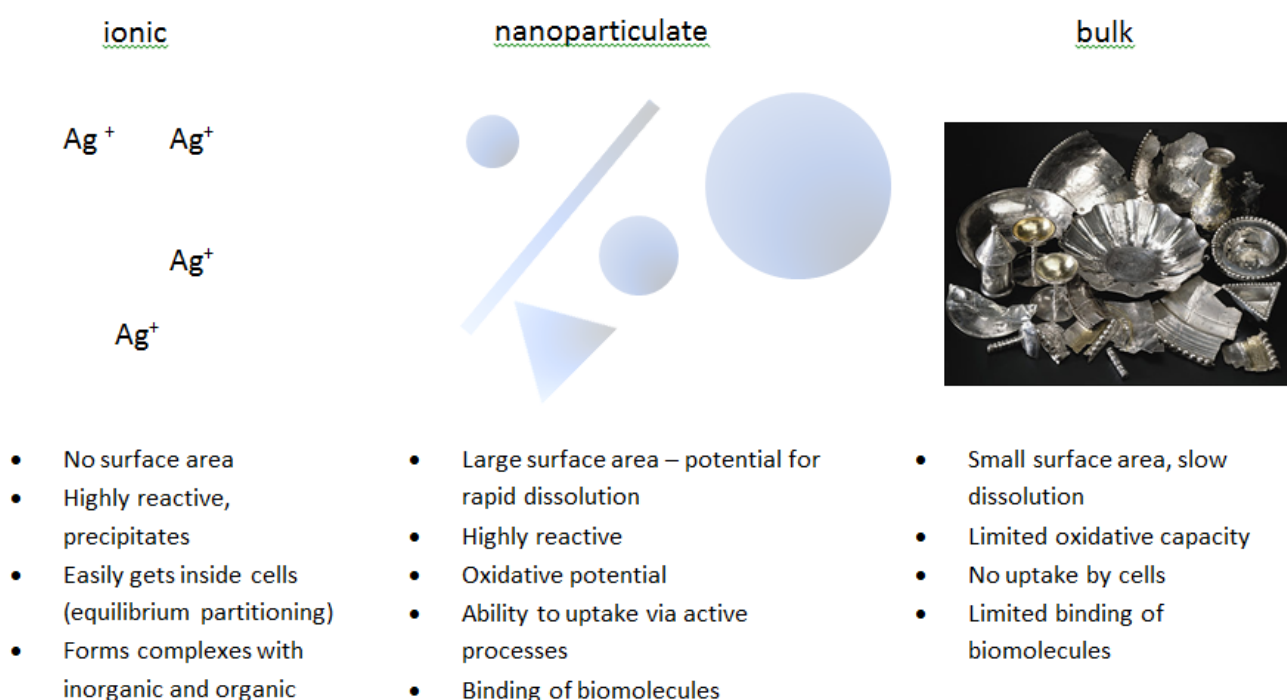 ionic
Ag +
Ag+
Ag+
Ag+
• No surface area
• Highly reactive,
precipitates
• Easily gets inside cells
(equilibrium partitioning)
• Forms complexes with
inorganic and organic
nanoparticulate
• Large surface area – potential for
rapid dissolution
• Highly reactive
• Oxidative potential
• Ability to uptake via active
processes
• Binding of biomolecules
bulk
• Small surface area, slow
dissolution
• Limited oxidative capacity
• No uptake by cells
• Limited binding of
biomolecules